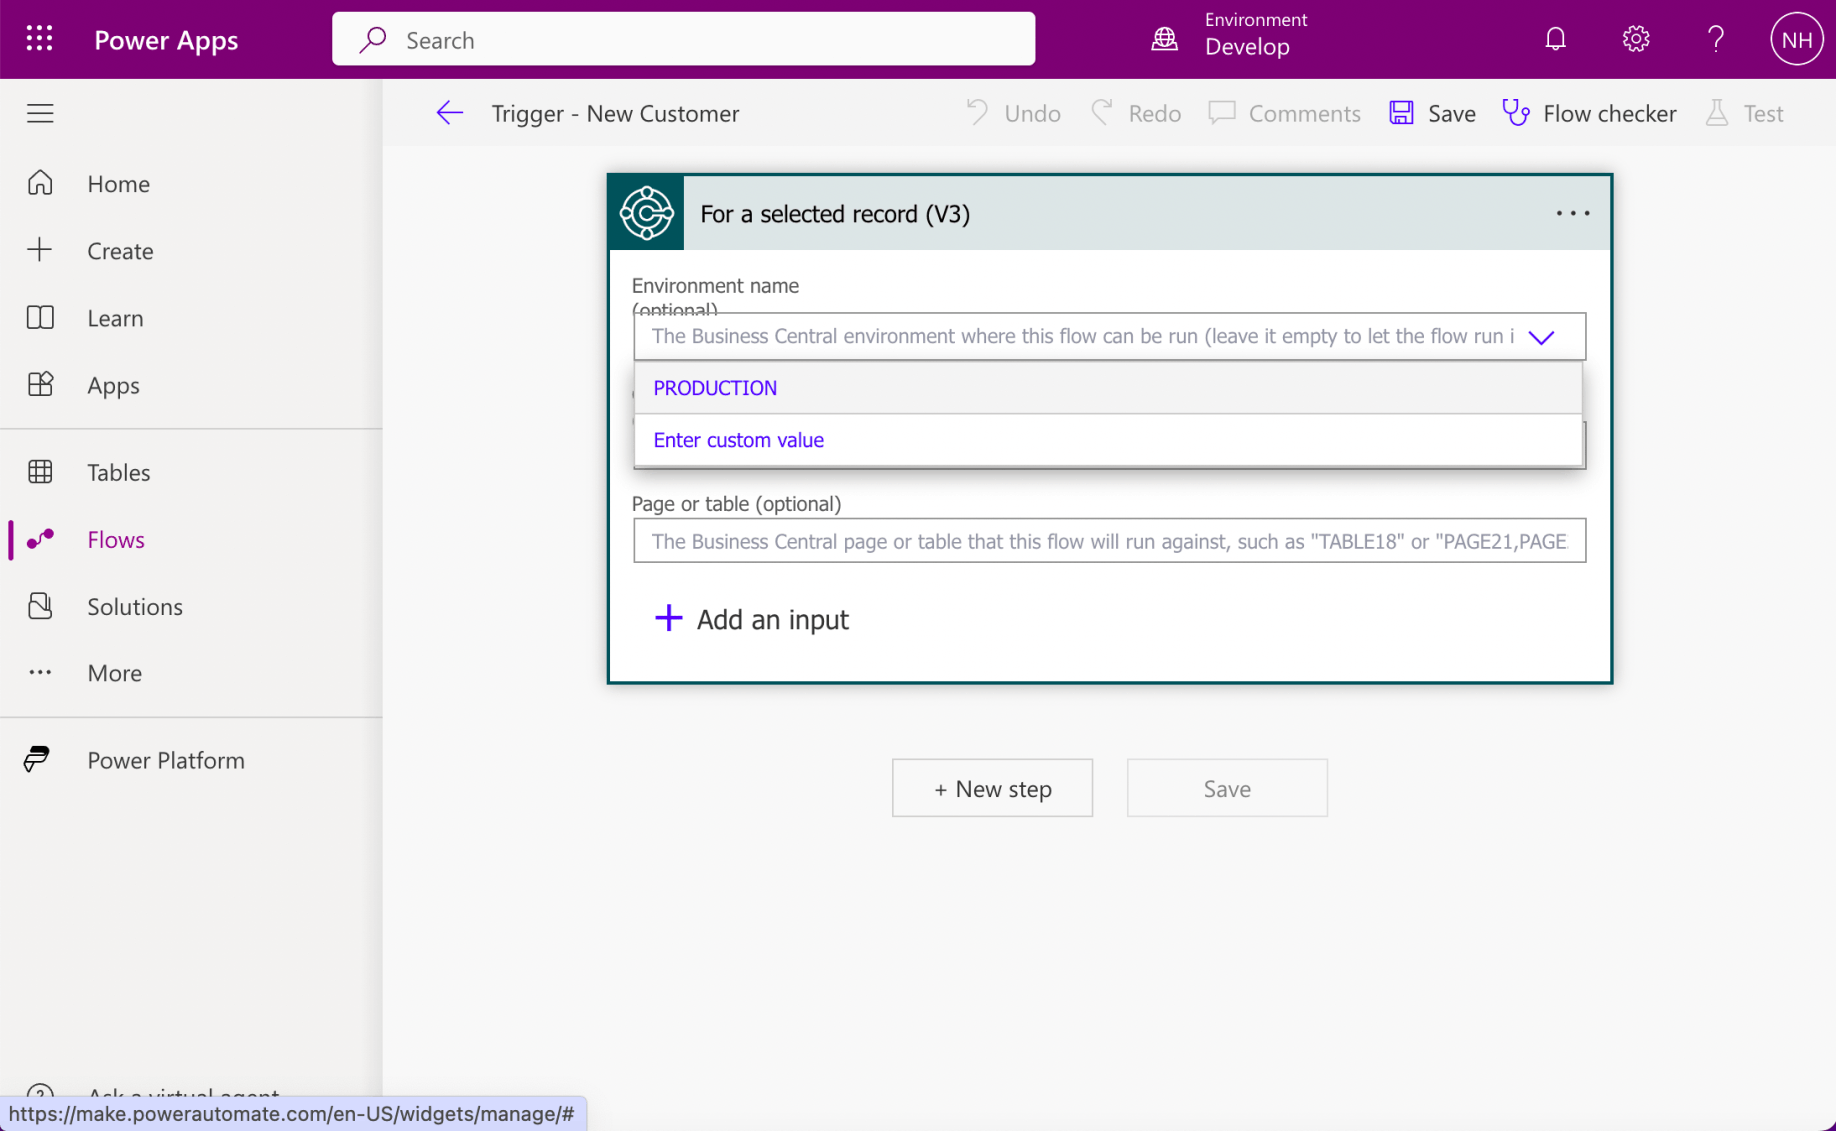 Power Apps
Search
Environment
Develop
NH
Trigger - New Customer
Undo
Redo
Comments
Save
Flow checker
Test
Home
Create
Learn
Apps
Tables
Flows
Solutions
More
Power Platform
Ask a virtual agent
For a selected record (V3)
Environment name
(optional)
The Business Central environment where this flow can be run (leave it empty to let the flow run i
PRODUCTION
Enter custom value
Page or table (optional)
The Business Central page or table that this flow will run against, such as "TABLE18" or "PAGE21,PAGE
Add an input
+ New step
Save
https://make.powerautomate.com/en-US/widgets/manage/#